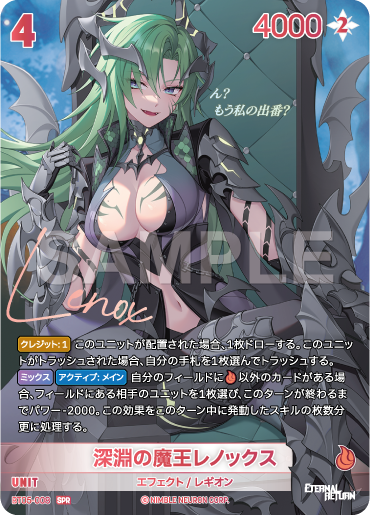 4
4000 2
ん?
もう私の出番?
SAMPLE
Lenox
クレジット:1 このユニットが配置された場合、1枚ドローする。このユニッ
トがトラッシュされた場合、自分の手札を1枚選んでトラッシュする。
ミックス アクティブ:メイン 自分のフィールドに以外のカードがある場
合、フィールドにある相手のユニットを1枚選び、このターンが終わるま
でパワー-2000。この効果をこのターン中に発動したスキルの枚数分
更に処理する。
深淵の魔王レノックス
UNIT エフェクト / レギオン
SPR ©NIMBLE NEURON CORP.
ETERNAL RETURN